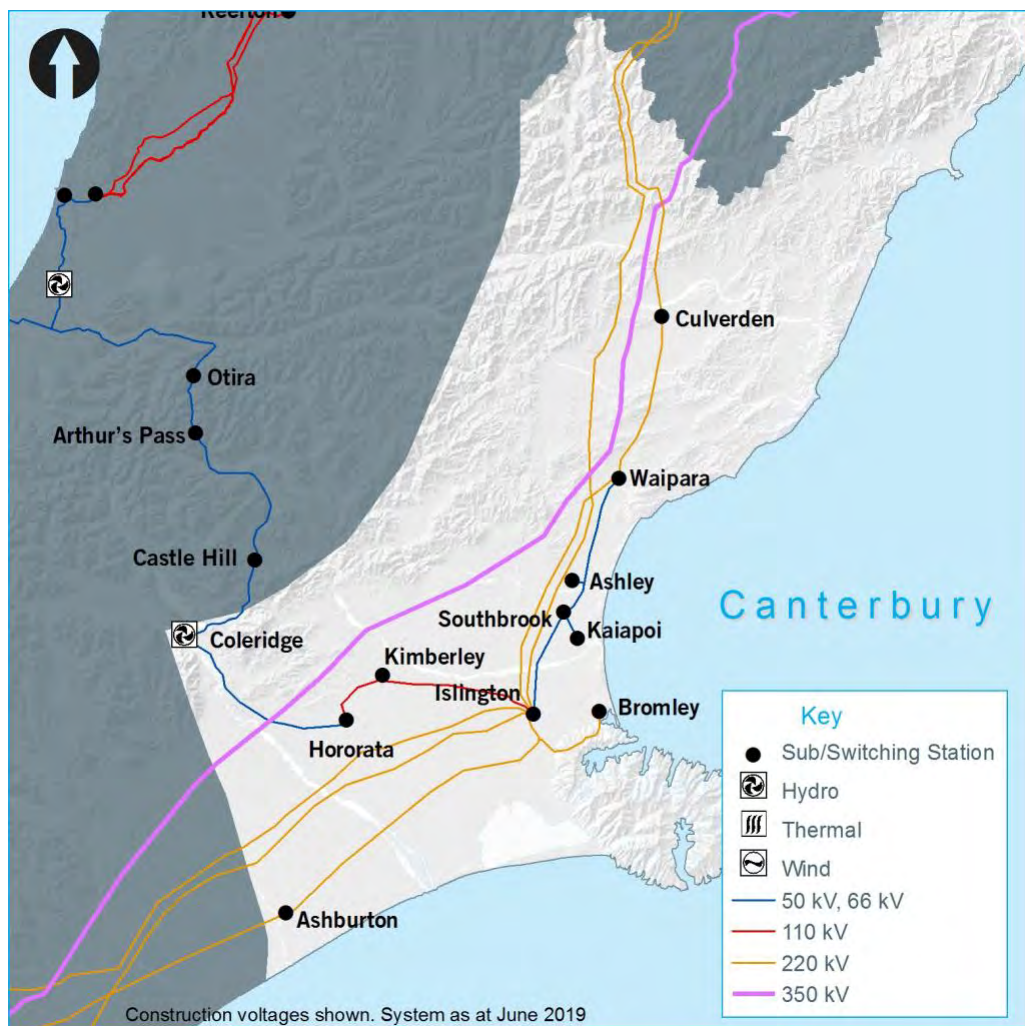 Reefton
Culverden
Otira
Arthur's Pass
Waipara
Castle Hill
Ashley
Canterbury
Southbrook
Kaiapoi
Coleridge
Kimberley
Islington
Bromley
Hororata
Ashburton
Key
Sub/Switching Station
Hydro
Thermal
Wind
50 kV, 66 kV
110 kV
220 kV
350 kV
Construction voltages shown. System as at June 2019